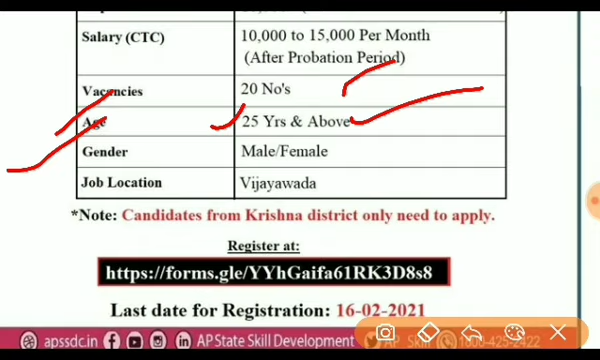 Salary (CTC) 10,000 to 15,000 Per Month
(After Probation Period)
Vacancies 20 No's
Age 25 Yrs & Above
Gender Male/Female
Job Location Vijayawada
*Note: Candidates from Krishna district only need to apply.
Register at:
https://forms.gle/YYhGaifa61RK3D8s8
Last date for Registration: 16-02-2021
apssdc.in AP State Skill Development